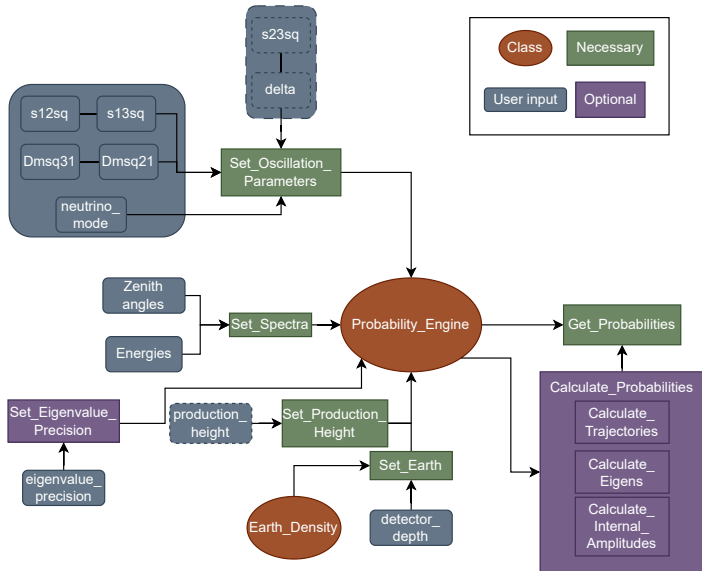 s23sq
delta
Class
Necessary
User input
Optional
s12sq
s13sq
Dmsq31
Dmsq21
neutrino_
mode
Set_Oscillation_
Parameters
Zenith
angles
Energies
Set_Spectra
Probability_Engine
Get_Probabilities
Set_Eigenvalue_
Precision
eigenvalue_
precision
production_
height
Set_Production_
Height
Set_Earth
Earth_Density
detector_
depth
Calculate_Probabilities
Calculate_
Trajectories
Calculate_
Eigens
Calculate_
Internal_
Amplitudes